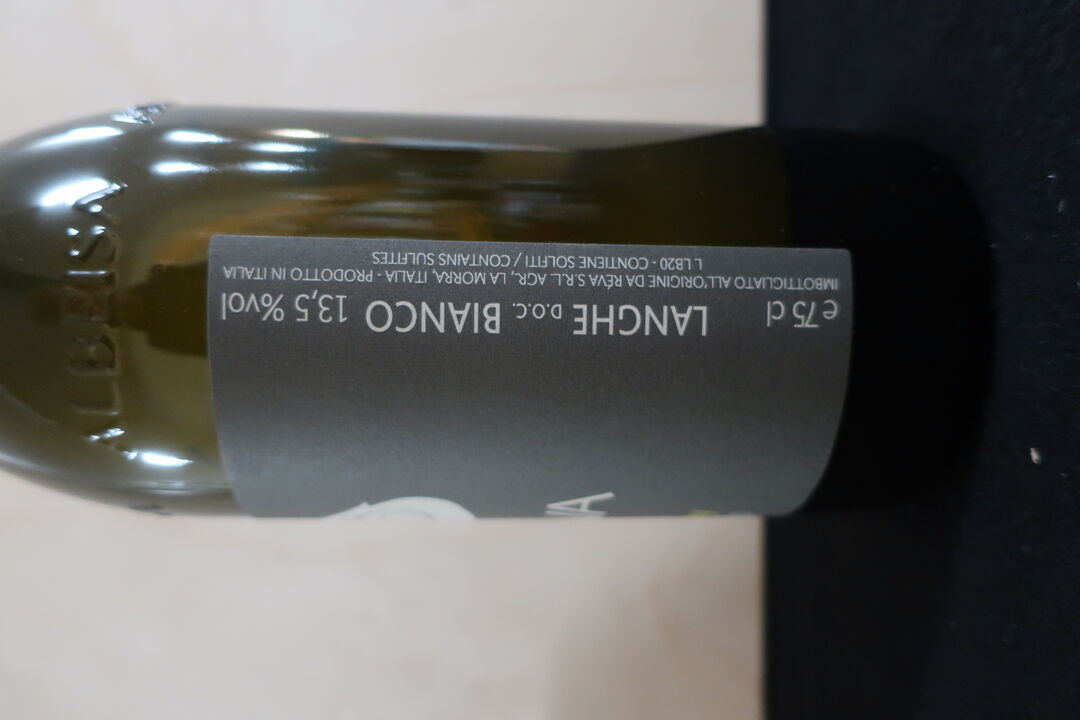 ALBEISA
e 75 cl LANGHE D.O.C. BIANCO 13,5 %vol
IMBOTTIGLIATO ALL'ORIGINE DA RÉVA S.R.L. AGR., LA MORRA, ITALIA - PRODOTTO IN ITALIA
L LB20 - CONTIENE SOLFITI / CONTAINS SULFITES